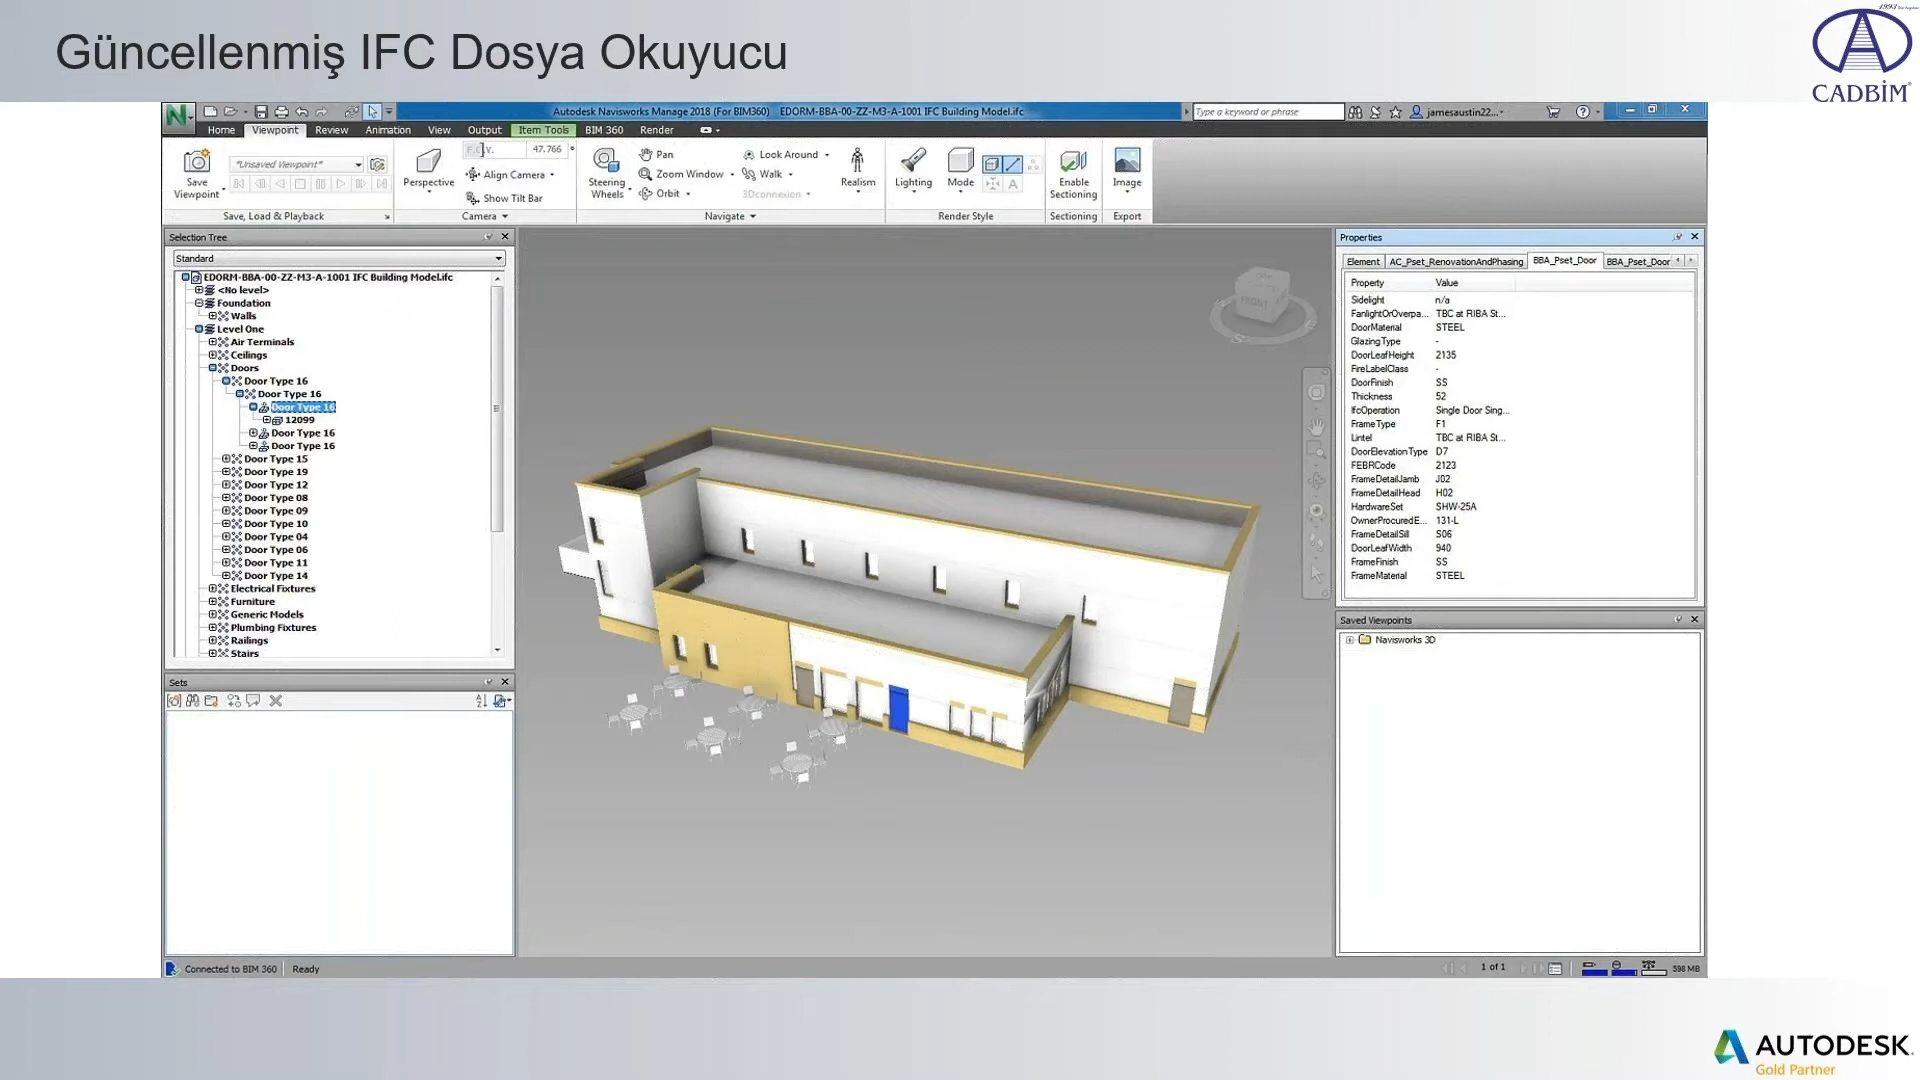 Güncellenmiş IFC Dosya Okuyucu
CADBİM
Autodesk Navisworks Manage 2018 (For BIM360) EDORM-BBA-00-ZZ-M3-A-1001 IFC Building Model.ifc
Type a keyword or phrase
jamesaustin22...
Home Viewpoint Review Animation View Output Item Tools BIM 360 Render
Save Viewpoint
"Unsaved Viewpoint"
Save, Load & Playback
Perspective
F.O.V. 47.766
Align Camera
Show Tilt Bar
Camera
Steering Wheels
Pan
Zoom Window
Orbit
Look Around
Walk
3Dconnexion
Realism
Navigate
Lighting
Mode
Render Style
Enable Sectioning
Sectioning
Image
Export
Selection Tree
Standard
EDORM-BBA-00-ZZ-M3-A-1001 IFC Building Model.ifc
<No level>
Foundation
Walls
Level One
Air Terminals
Ceilings
Doors
Door Type 16
Door Type 16
Door Type 16
12099
Door Type 16
Door Type 16
Door Type 15
Door Type 19
Door Type 12
Door Type 08
Door Type 09
Door Type 10
Door Type 04
Door Type 06
Door Type 11
Door Type 14
Electrical Fixtures
Furniture
Generic Models
Plumbing Fixtures
Railings
Stairs
Sets
FRONT
Properties
Element AC_Pset_RenovationAndPhasing BBA_Pset_Door BBA_Pset_Door
Property Value
Sidelight n/a
FanlightOrOverpa... TBC at RIBA St...
DoorMaterial STEEL
GlazingType -
DoorLeafHeight 2135
FireLabelClass -
DoorFinish SS
Thickness 52
IfcOperation Single Door Sing...
FrameType F1
Lintel TBC at RIBA St...
DoorElevationType D7
FEBRCode 2123
FrameDetailJamb J02
FrameDetailHead H02
HardwareSet SHW-25A
OwnerProcuredE... 131-L
FrameDetailSill S06
DoorLeafWidth 940
FrameFinish SS
FrameMaterial STEEL
Saved Viewpoints
Navisworks 3D
Connected to BIM 360 Ready
1 of 1
598 MB
AUTODESK.
Gold Partner